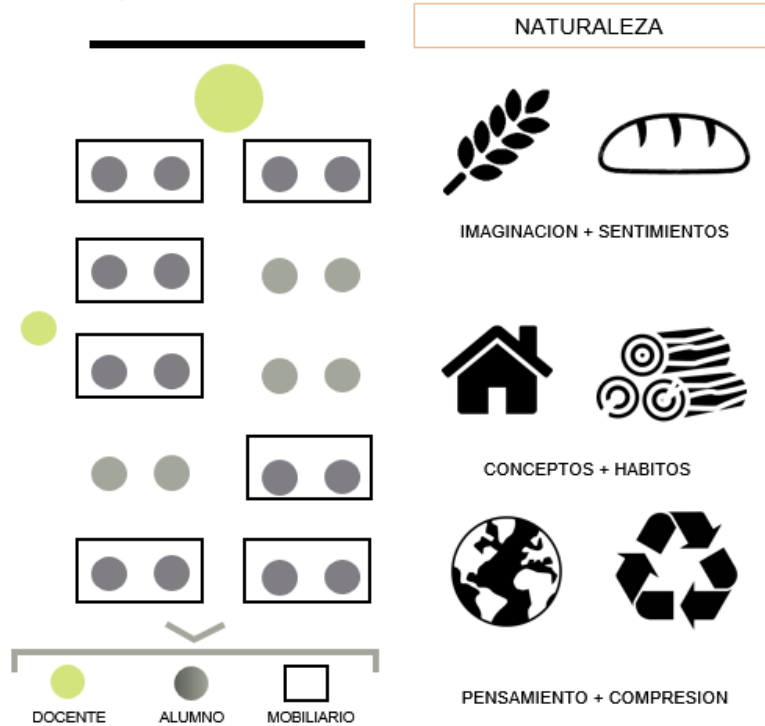 NATURALEZA
IMAGINACION + SENTIMIENTOS
CONCEPTOS + HABITOS
PENSAMIENTO + COMPRESION
DOCENTE
ALUMNO
MOBILIARIO